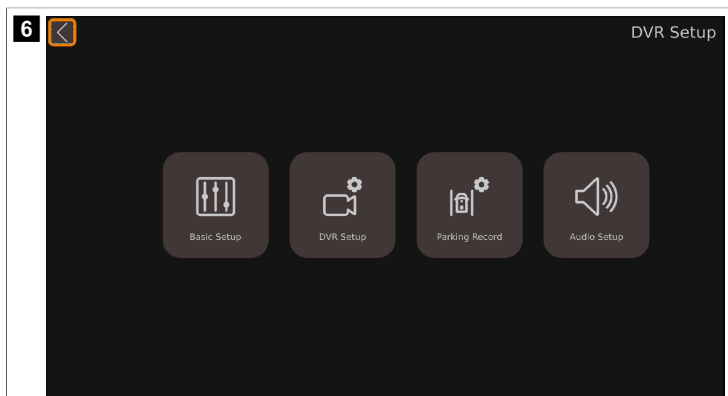 6
DVR Setup
Basic Setup
DVR Setup
Parking Record
Audio Setup